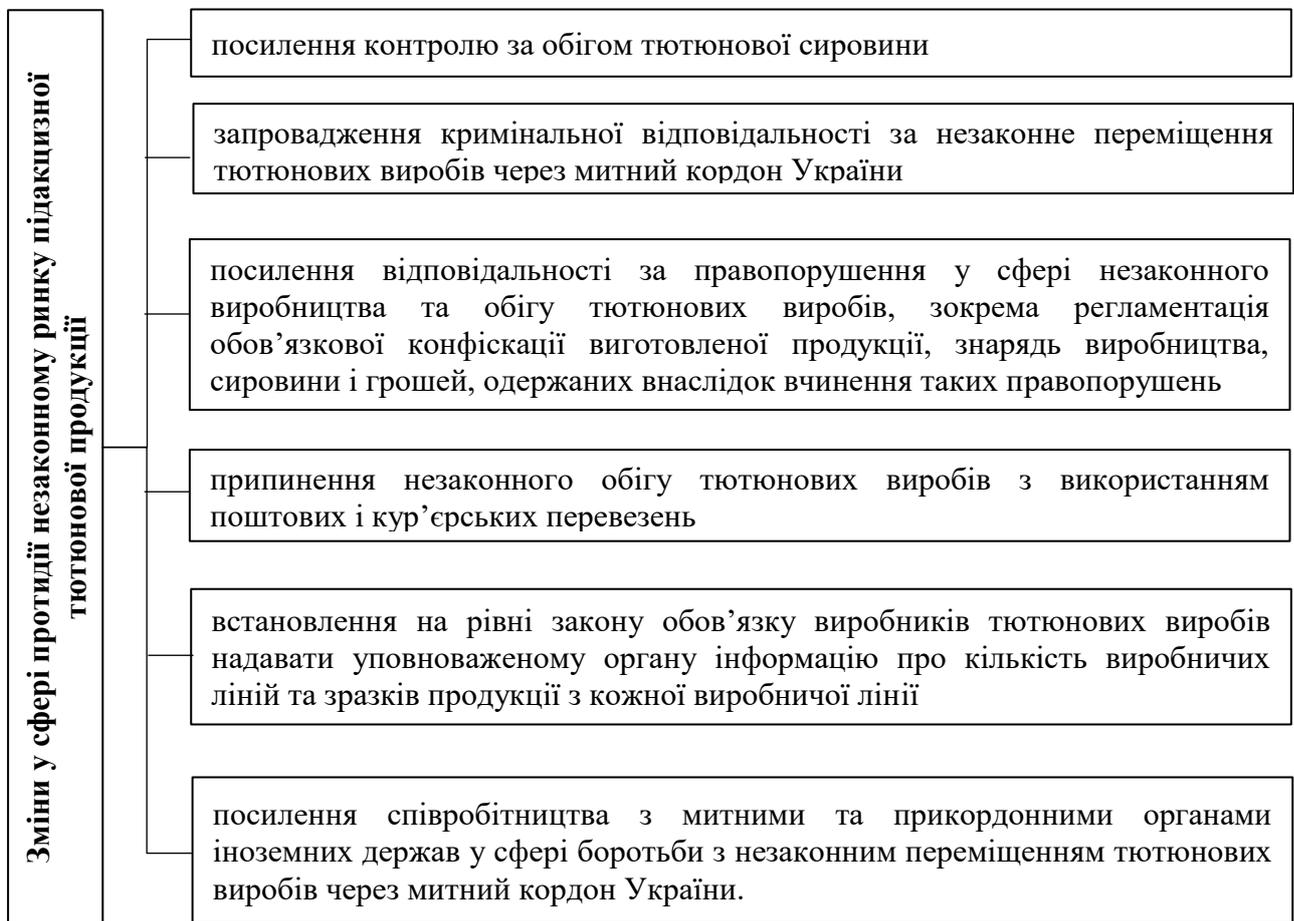 Зміни у сфері протидії незаконному ринку підакцизної
тютюнової продукції
посилення контролю за обігом тютюнової сировини
запровадження кримінальної відповідальності за незаконне переміщення
тютюнових виробів через митний кордон України
посилення відповідальності за правопорушення у сфері незаконного
виробництва та обігу тютюнових виробів, зокрема регламентація
обов’язкової конфіскації виготовленої продукції, знарядь виробництва,
сировини і грошей, одержаних внаслідок вчинення таких правопорушень
припинення незаконного обігу тютюнових виробів з використанням
поштових і кур’єрських перевезень
встановлення на рівні закону обов’язку виробників тютюнових виробів
надавати уповноваженому органу інформацію про кількість виробничих
ліній та зразків продукції з кожної виробничої лінії
посилення співробітництва з митними та прикордонними органами
іноземних держав у сфері боротьби з незаконним переміщенням тютюнових
виробів через митний кордон України.